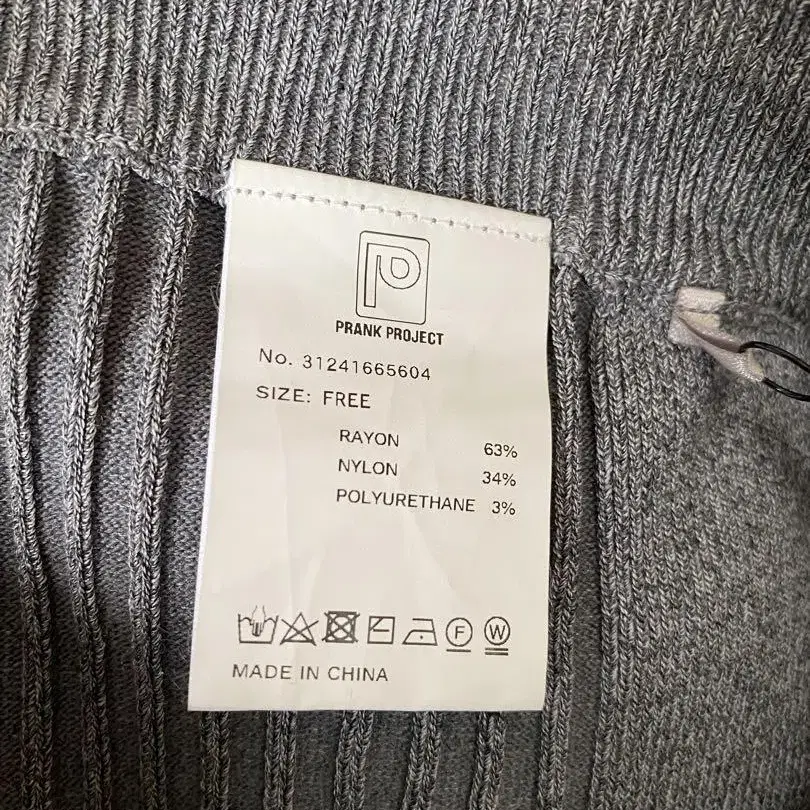 P
PRANK PROJECT
No. 31241665604
SIZE: FREE
RAYON 63%
NYLON 34%
POLYURETHANE 3%
F W
MADE IN CHINA